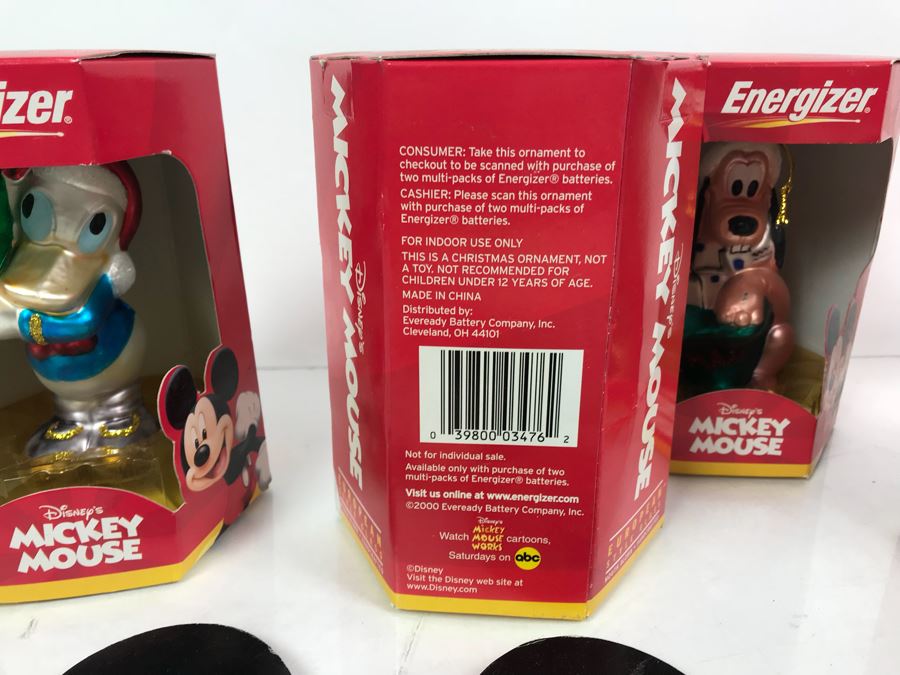 izer®
Disney's
MICKEY
MOUSE
Disney's
MICKEY MOUSE
CONSUMER: Take this ornament to
checkout to be scanned with purchase of
two multi-packs of Energizer® batteries.
CASHIER: Please scan this ornament
with purchase of two multi-packs of
Energizer® batteries.
FOR INDOOR USE ONLY
THIS IS A CHRISTMAS ORNAMENT, NOT
A TOY. NOT RECOMMENDED FOR
CHILDREN UNDER 12 YEARS OF AGE.
MADE IN CHINA
Distributed by:
Eveready Battery Company, Inc.
Cleveland, OH 44101
0 39800 03476 2
Not for individual sale.
Available only with purchase of two
multi-packs of Energizer® batteries.
Visit us online at www.energizer.com
©2000 Eveready Battery Company, Inc.
Watch Disney's MICKEY MOUSE WORKS cartoons,
Saturdays on abc
©Disney
Visit the Disney web site at
www.Disney.com
Disney's
MICKEY MOUSE
EUROPEAN
Energizer®
Disney's
MICKEY
MOUSE